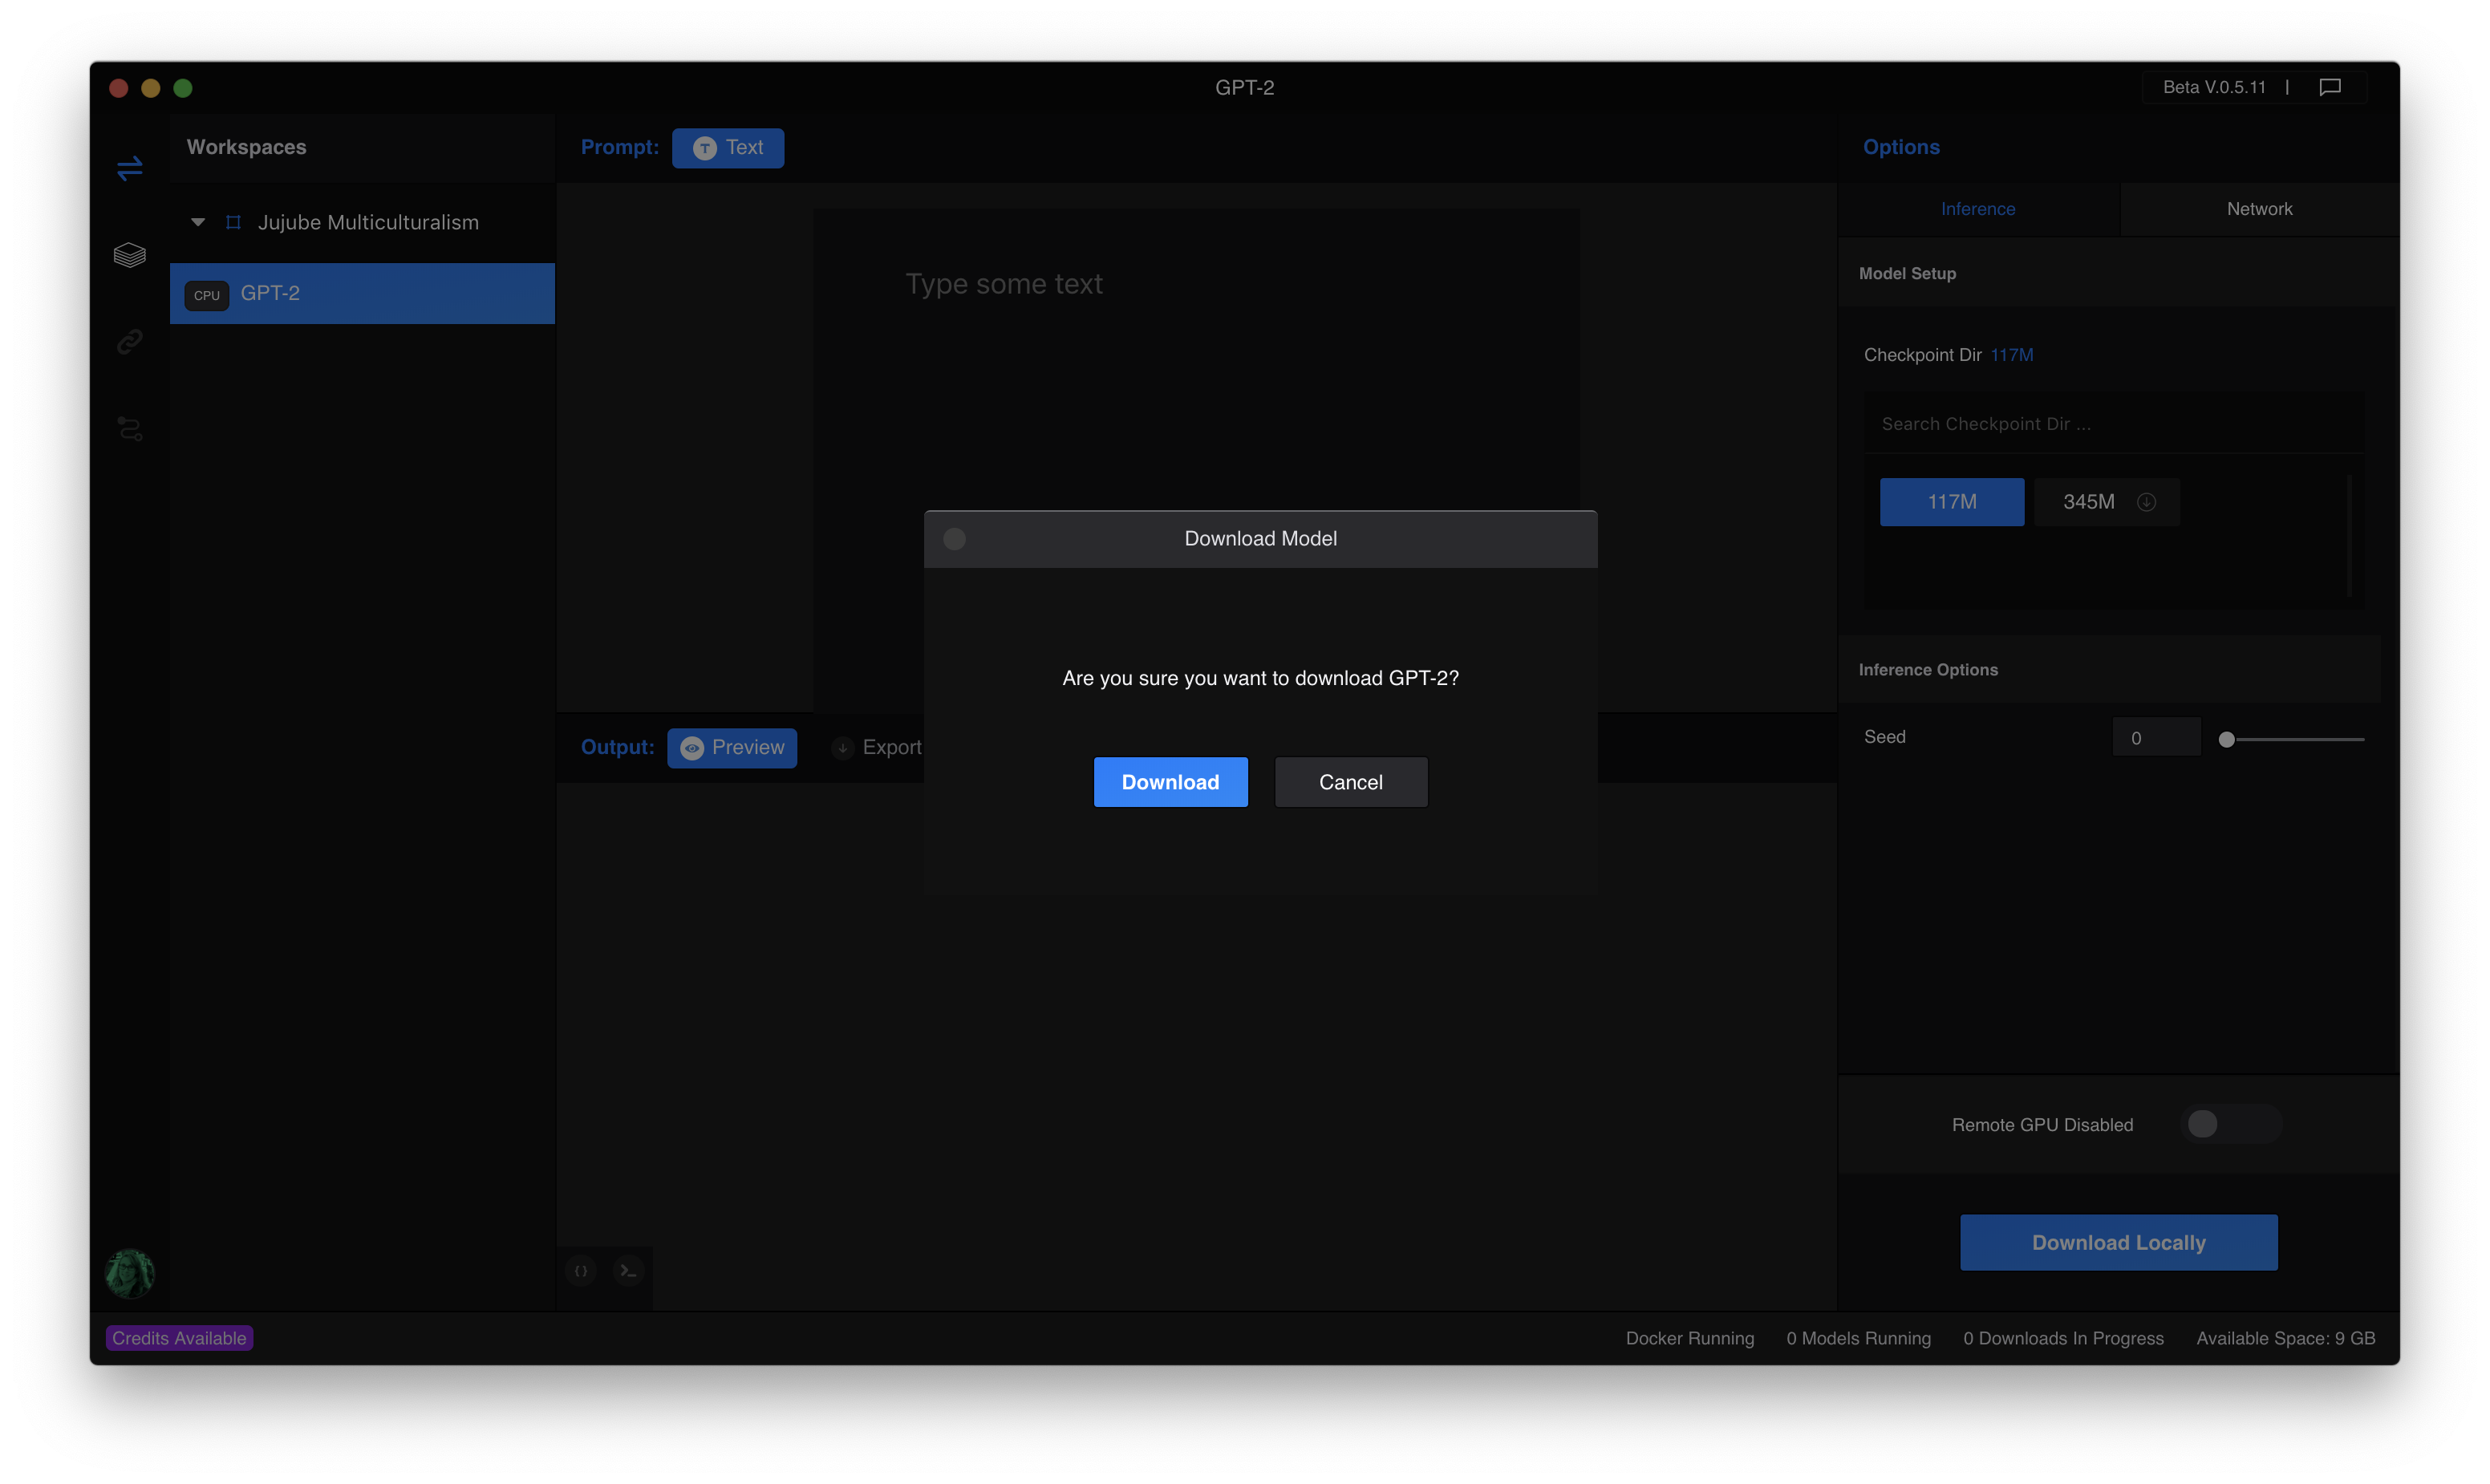 GPT-2
Beta V.0.5.11 |
Workspaces
Jujube Multiculturalism
CPU GPT-2
Prompt: T Text
Type some text
Options
Inference Network
Model Setup
Checkpoint Dir 117M
Search Checkpoint Dir ...
117M 345M
Download Model
Are you sure you want to download GPT-2?
Download Cancel
Output: Preview Export
Inference Options
Seed 0
Remote GPU Disabled
Download Locally
{} >_
Credits Available
Docker Running 0 Models Running 0 Downloads In Progress Available Space: 9 GB